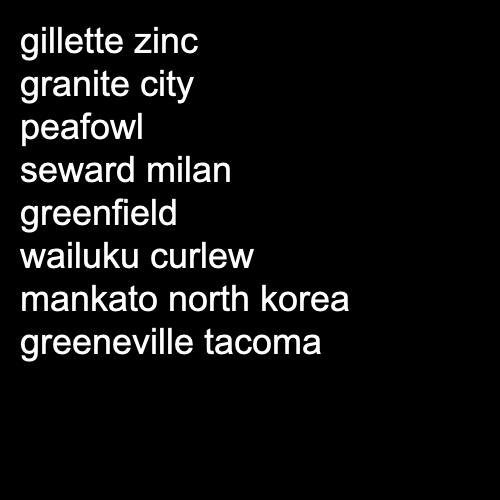 gillette zinc
granite city
peafowl
seward milan
greenfield
wailuku curlew
mankato north korea
greeneville tacoma